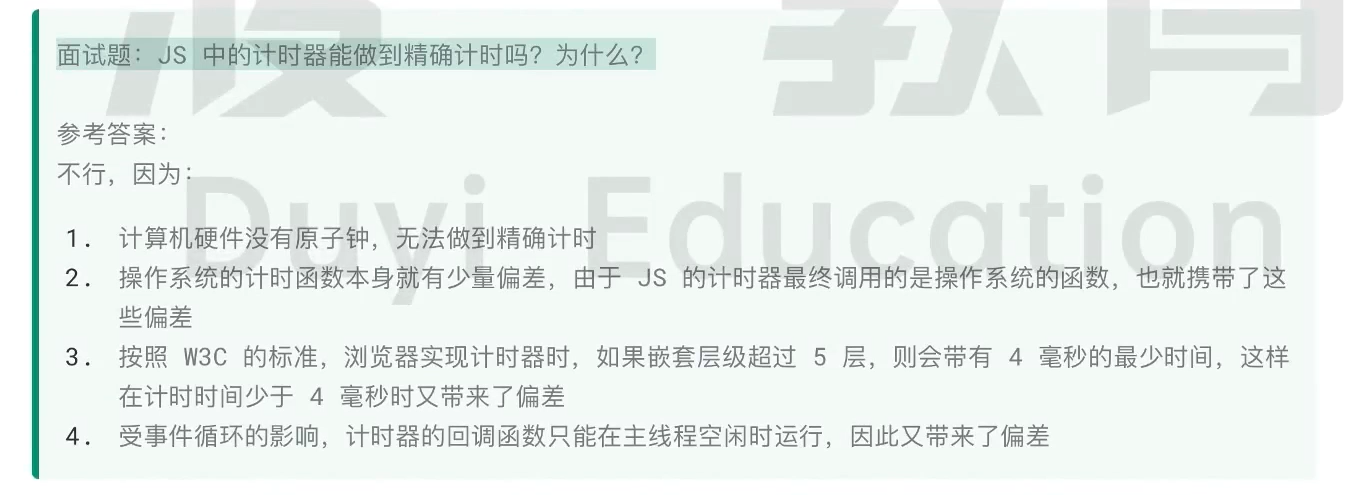 面试题：JS 中的计时器能做到精确计时吗？为什么？
参考答案：
不行，因为：
1. 计算机硬件没有原子钟，无法做到精确计时
2. 操作系统的计时函数本身就有少量偏差，由于 JS 的计时器最终调用的是操作系统的函数，也就携带了这
些偏差
3. 按照 W3C 的标准，浏览器实现计时器时，如果嵌套层级超过 5 层，则会带有 4 毫秒的最少时间，这样
在计时时间少于 4 毫秒时又带来了偏差
4. 受事件循环的影响，计时器的回调函数只能在主线程空闲时运行，因此又带来了偏差
教育
Duyi Education